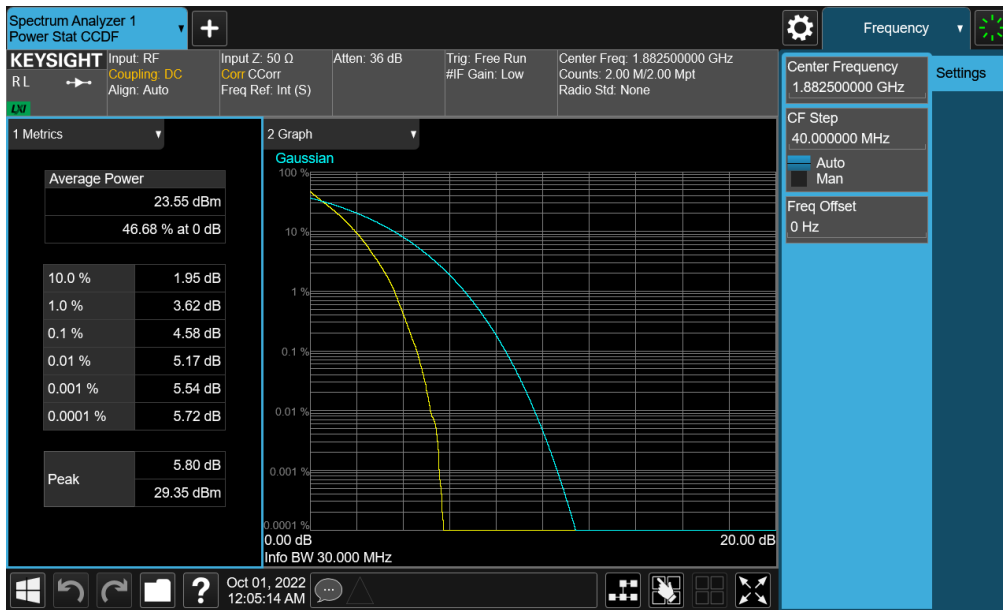 Spectrum Analyzer 1
Power Stat CCDF
Frequency
KEYSIGHT
R L
LXI
Input: RF
Coupling: DC
Align: Auto
Input Z: 50 Ω
Corr CCorr
Freq Ref: Int (S)
Atten: 36 dB
Trig: Free Run
#IF Gain: Low
Center Freq: 1.882500000 GHz
Counts: 2.00 M/2.00 Mpt
Radio Std: None
Center Frequency
1.882500000 GHz
Settings
CF Step
40.000000 MHz
Auto
Man
Freq Offset
0 Hz
1 Metrics
Average Power
23.55 dBm
46.68 % at 0 dB
10.0 % 1.95 dB
1.0 % 3.62 dB
0.1 % 4.58 dB
0.01 % 5.17 dB
0.001 % 5.54 dB
0.0001 % 5.72 dB
Peak 5.80 dB
29.35 dBm
2 Graph
Gaussian
100 %
10 %
1 %
0.1 %
0.01 %
0.001 %
0.0001 %
0.00 dB 20.00 dB
Info BW 30.000 MHz
Oct 01, 2022
12:05:14 AM